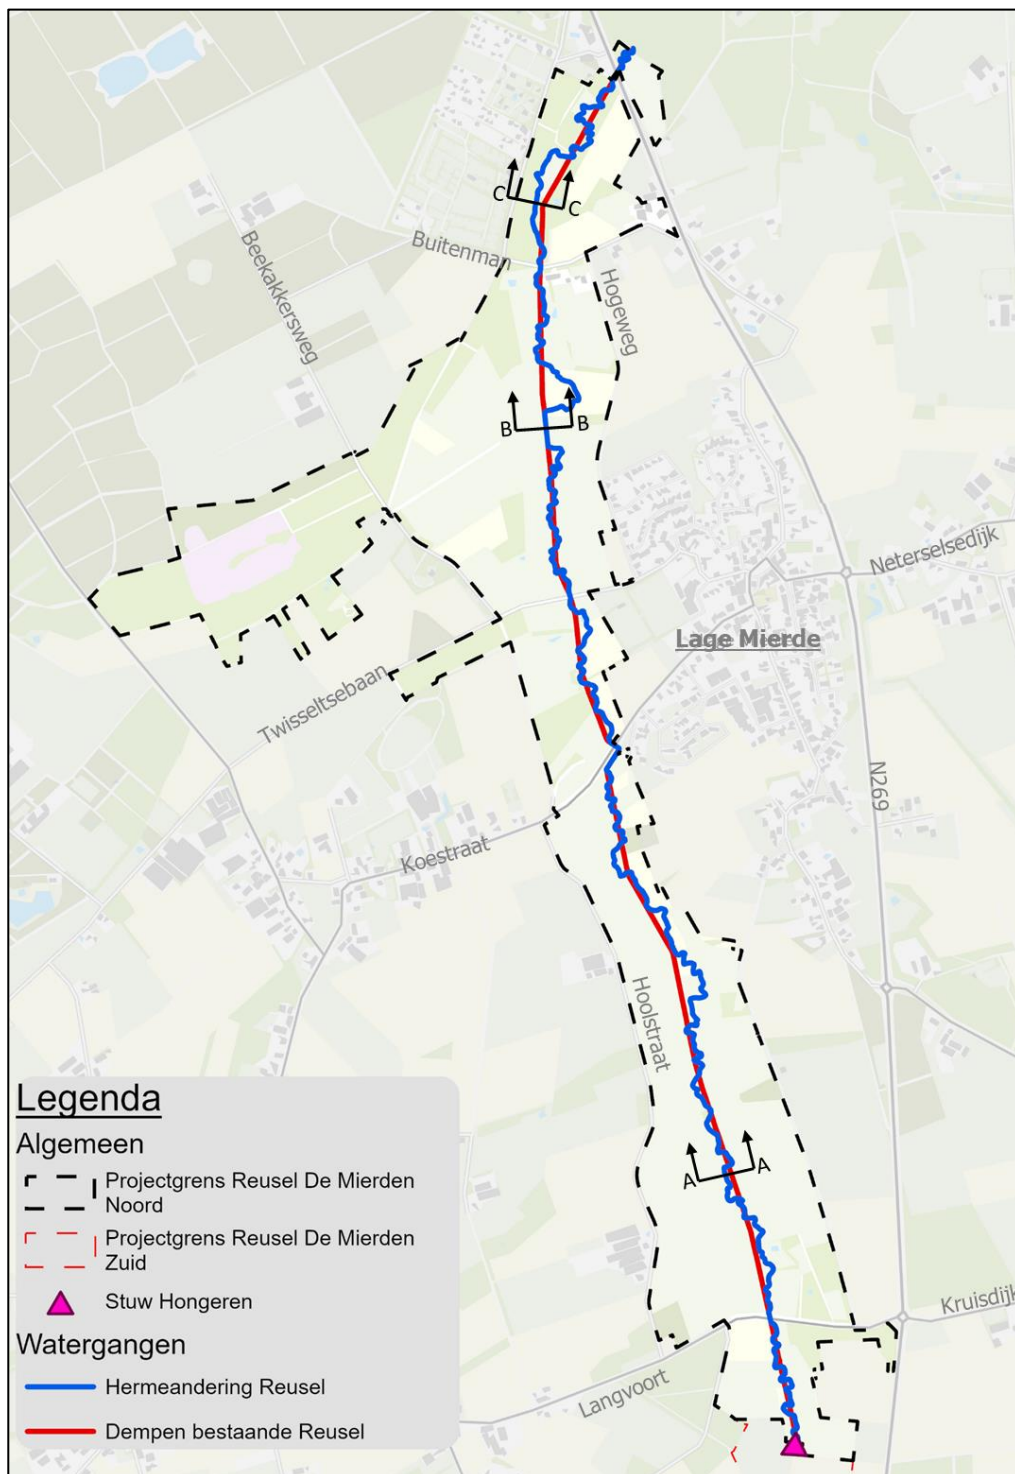 C
C
Buitenman
Beekakkersweg
Hogeweg
B
B
Neterselsedijk
Lage Mierde
Twisseltsebaan
N269
Koestraat
Hoolstraat
A
A
Kruisdijk
Langvoort
Legenda
Algemeen
Projectgrens Reusel De Mierden
Noord
Projectgrens Reusel De Mierden
Zuid
Stuw Hongeren
Watergangen
Hermeandering Reusel
Dempen bestaande Reusel